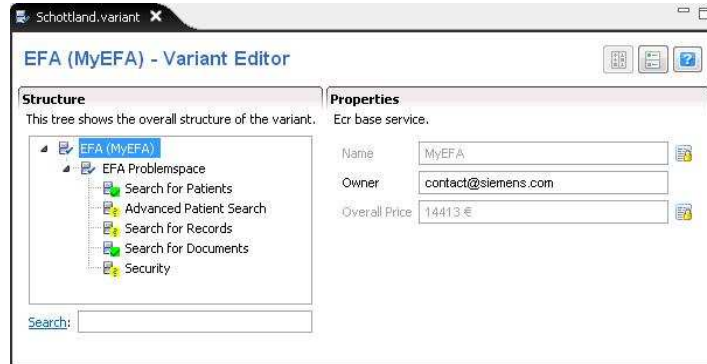 Schottland.variant
EFA (MyEFA) - Variant Editor
Structure
This tree shows the overall structure of the variant.
EFA (MyEFA)
EFA Problemspace
Search for Patients
Advanced Patient Search
Search for Records
Search for Documents
Security
Search:
Properties
Ecr base service.
Name MyEFA
Owner contact@siemens.com
Overall Price 14413 €